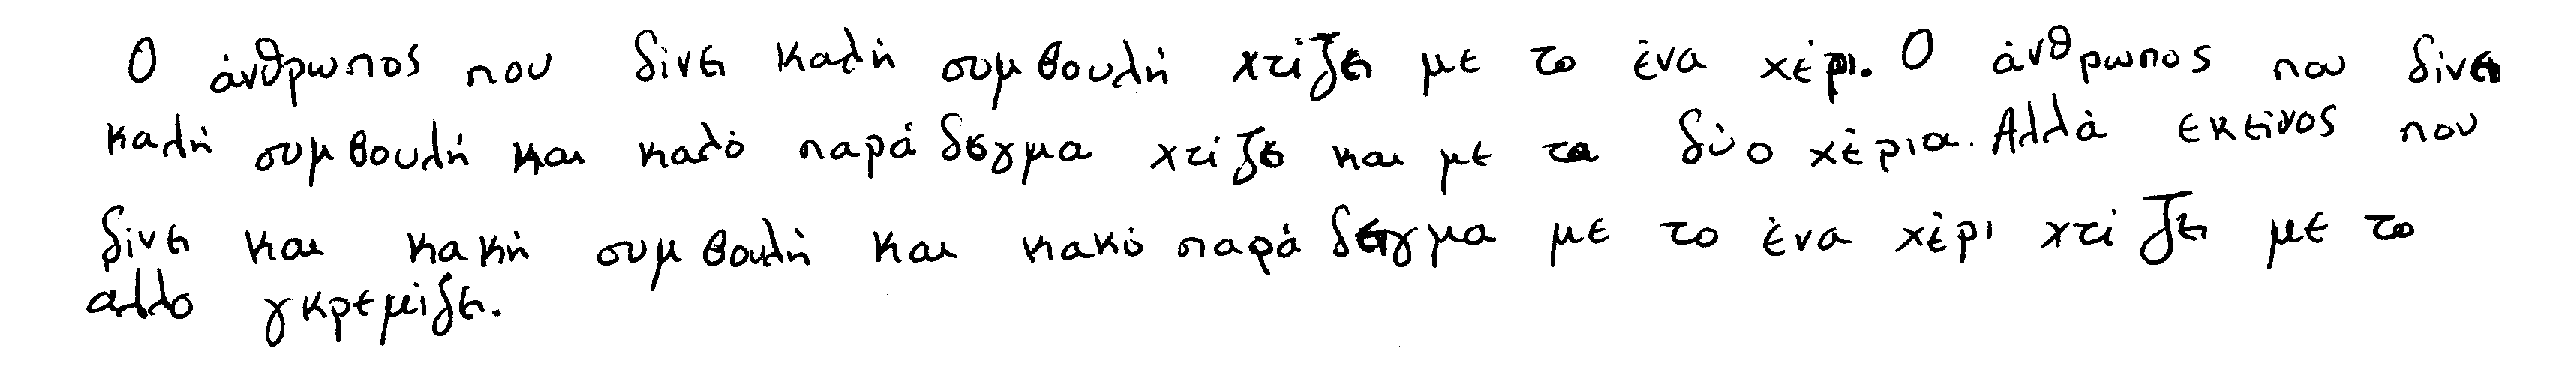 Ο άνθρωπος που δίνει καλή συμβουλή χτίζει με το ένα χέρι. Ο άνθρωπος που δίνει
καλή συμβουλή και καλό παράδειγμα χτίζει και με τα δύο χέρια. Αλλά εκείνος που
δίνει και κακή συμβουλή και κακό παράδειγμα με το ένα χέρι χτίζει με το
αλλο γκρεμίζει.